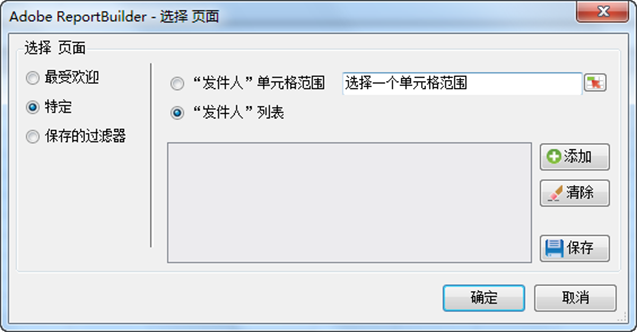 Adobe ReportBuilder - 选择 页面
选择 页面
最受欢迎
特定
保存的过滤器
“发件人”单元格范围
选择一个单元格范围
“发件人”列表
添加
清除
保存
确定
取消